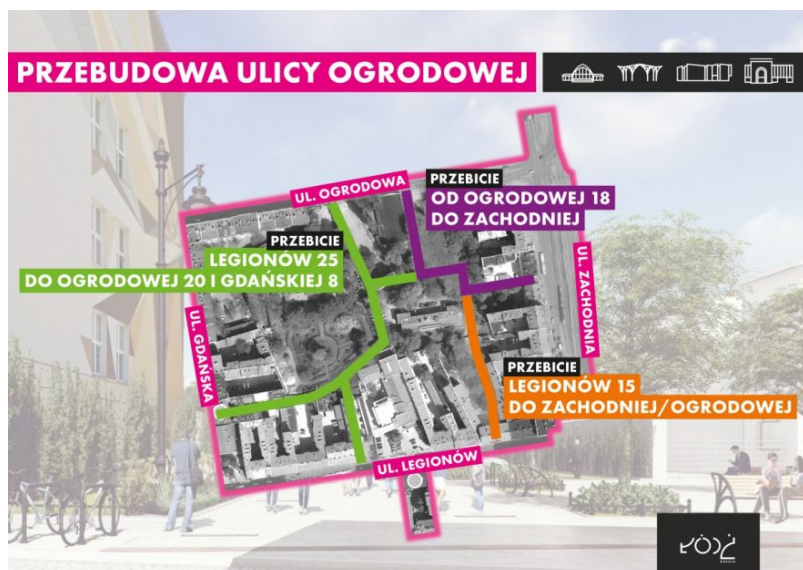 PRZEBUDOWA ULICY OGRODOWEJ
UL. OGRODOWA
PRZEBICIE
OD OGRODOWEJ 18
DO ZACHODNIEJ
PRZEBICIE
LEGIONÓW 25
DO OGRODOWEJ 20 I GDAŃSKIEJ 8
UL. ZACHODNIA
UL. GDAŃSKA
PRZEBICIE
LEGIONÓW 15
DO ZACHODNIEJ/OGRODOWEJ
UL. LEGIONÓW
ŁÓDŹ